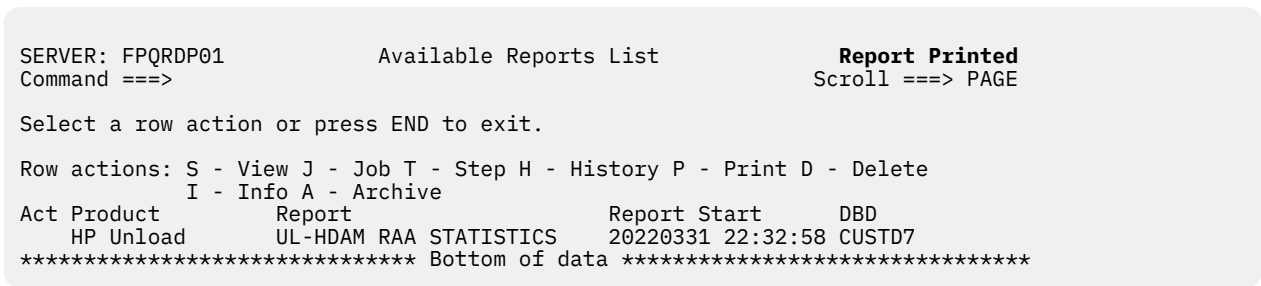 SERVER: FPQRDP01            Available Reports List              Report Printed
Command ===>                                                  Scroll ===> PAGE
Select a row action or press END to exit.
Row actions: S - View J - Job T - Step H - History P - Print D - Delete
             I - Info A - Archive
Act Product         Report                    Report Start      DBD
    HP Unload       UL-HDAM RAA STATISTICS    20220331 22:32:58 CUSTD7
******************************* Bottom of data ********************************